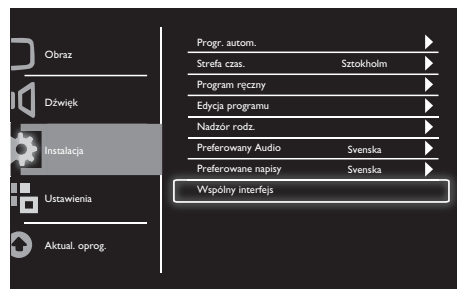 Obraz
Dźwięk
Instalacja
Ustawienia
Aktual. oprog.
Progr. autom.
Strefa czas. Sztokholm
Program ręczny
Edycja programu
Nadzór rodz.
Preferowany Audio Svenska
Preferowane napisy Svenska
Wspólny interfejs